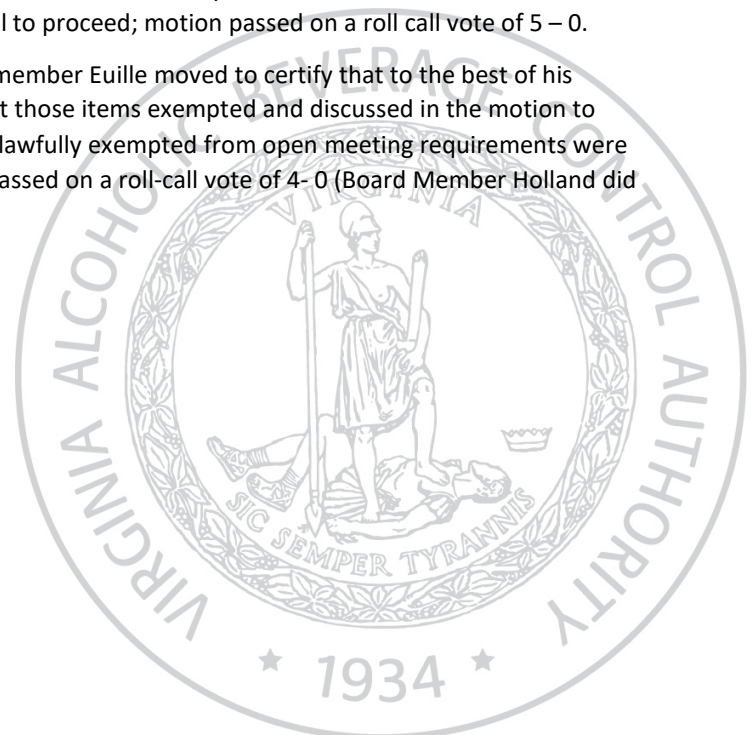 l to proceed; motion passed on a roll call vote of 5 – 0.
member Euille moved to certify that to the best of his
t those items exempted and discussed in the motion to
lawfully exempted from open meeting requirements were
assed on a roll-call vote of 4- 0 (Board Member Holland did
VIRGINIA ALCOHOLIC BEVERAGE CONTROL AUTHORITY
VIRGINIA
SIC SEMPER TYRANNIS
★ 1934 ★